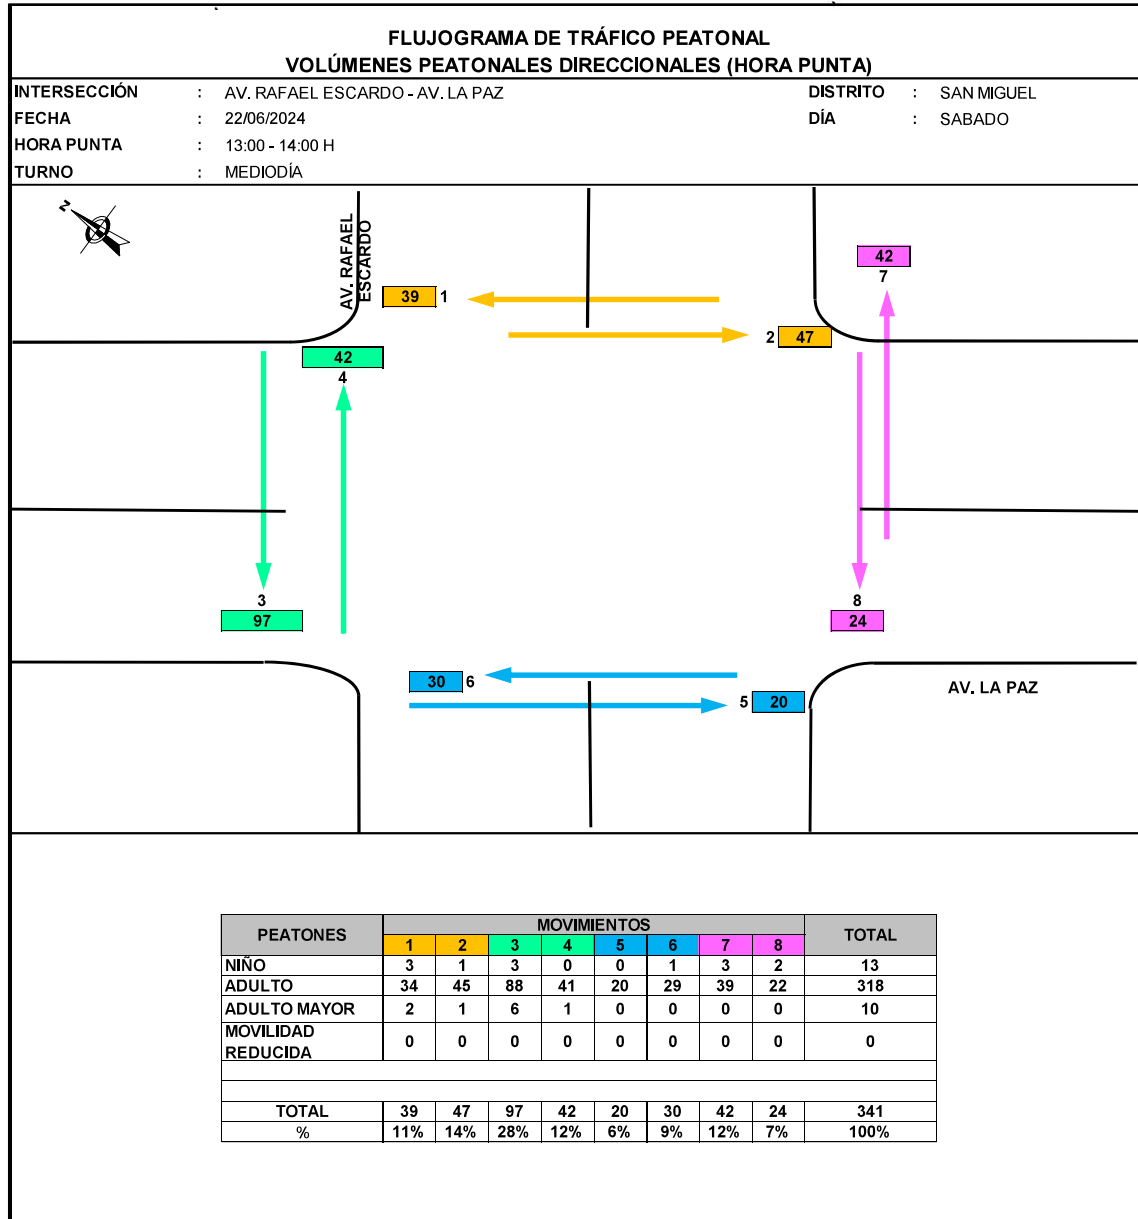 FLUJOGRAMA DE TRÁFICO PEATONAL
VOLÚMENES PEATONALES DIRECCIONALES (HORA PUNTA)
INTERSECCIÓN : AV. RAFAEL ESCARDO - AV. LA PAZ DISTRITO : SAN MIGUEL
FECHA : 22/06/2024 DÍA : SABADO
HORA PUNTA : 13:00 - 14:00 H
TURNO : MEDIODÍA
N
AV. RAFAEL
ESCARDO
42
7
39 1
2 47
42
4
3
97
8
24
30 6
5 20
AV. LA PAZ
PEATONES MOVIMIENTOS TOTAL
1 2 3 4 5 6 7 8
NIÑO 3 1 3 0 0 1 3 2 13
ADULTO 34 45 88 41 20 29 39 22 318
ADULTO MAYOR 2 1 6 1 0 0 0 0 10
MOVILIDAD
REDUCIDA 0 0 0 0 0 0 0 0 0
TOTAL 39 47 97 42 20 30 42 24 341
% 11% 14% 28% 12% 6% 9% 12% 7% 100%